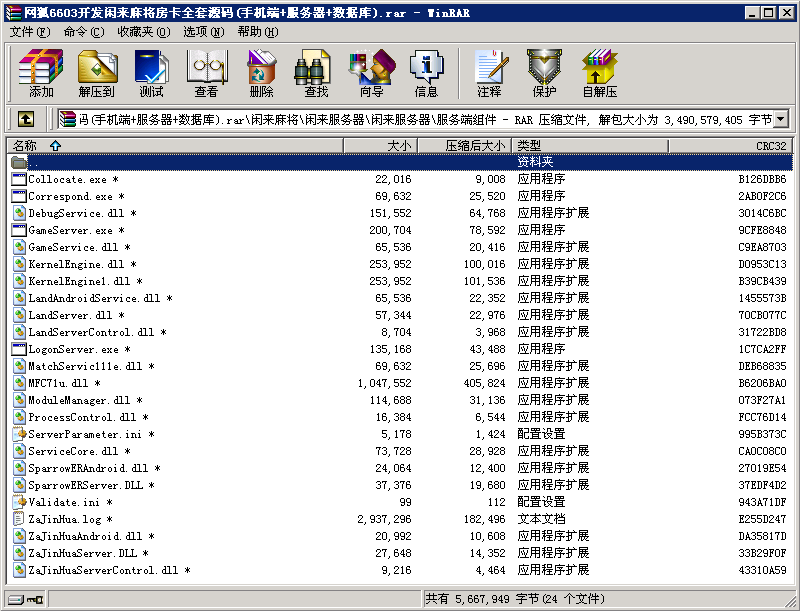 网狐6603开发闲来麻将房卡全套源码(手机端+服务器+数据库).rar - WinRAR
文件(F) 命令(C) 收藏夹(O) 选项(N) 帮助(H)
添加 解压到 测试 查看 删除 查找 向导 信息 注释 保护 自解压
码(手机端+服务器+数据库).rar\闲来麻将\闲来服务器\闲来服务器\服务端组件 - RAR 压缩文件, 解包大小为 3,490,579,405 字节
名称 大小 压缩后大小 类型 CRC32
.. 资料夹
Collocate.exe * 22,016 9,008 应用程序 B126DBB6
Correspond.exe * 69,632 25,520 应用程序 2AB0F2C6
DebugService.dll * 151,552 64,768 应用程序扩展 3014C6BC
GameServer.exe * 200,704 78,592 应用程序 9CFE8848
GameService.dll * 65,536 20,416 应用程序扩展 C9EA8703
KernelEngine.dll * 253,952 100,016 应用程序扩展 D0953C13
KernelEngine1.dll * 253,952 101,536 应用程序扩展 B39CB439
LandAndroidService.dll * 65,536 22,352 应用程序扩展 1455573B
LandServer.dll * 57,344 22,976 应用程序扩展 70CB077C
LandServerControl.dll * 8,704 3,968 应用程序扩展 31722BD8
LogonServer.exe * 135,168 43,488 应用程序 1C7CA2FF
MatchServic111e.dll * 69,632 25,696 应用程序扩展 DEB68835
MFC71u.dll * 1,047,552 405,824 应用程序扩展 B6206BA0
ModuleManager.dll * 114,688 31,136 应用程序扩展 073F27A1
ProcessControl.dll * 16,384 6,544 应用程序扩展 FCC76D14
ServerParameter.ini * 5,178 1,424 配置设置 995B373C
ServiceCore.dll * 73,728 28,928 应用程序扩展 CA0C08C0
SparrowERAndroid.dll * 24,064 12,400 应用程序扩展 27019E54
SparrowERServer.DLL * 37,376 19,680 应用程序扩展 37EDF4D2
Validate.ini * 99 112 配置设置 943A71DF
ZaJinHua.log * 2,937,296 182,496 文本文档 E255D247
ZaJinHuaAndroid.dll * 20,992 10,608 应用程序扩展 DA35817D
ZaJinHuaServer.DLL * 27,648 14,352 应用程序扩展 33B29F0F
ZaJinHuaServerControl.dll * 9,216 4,464 应用程序扩展 43310A59
共有 5,667,949 字节(24 个文件)